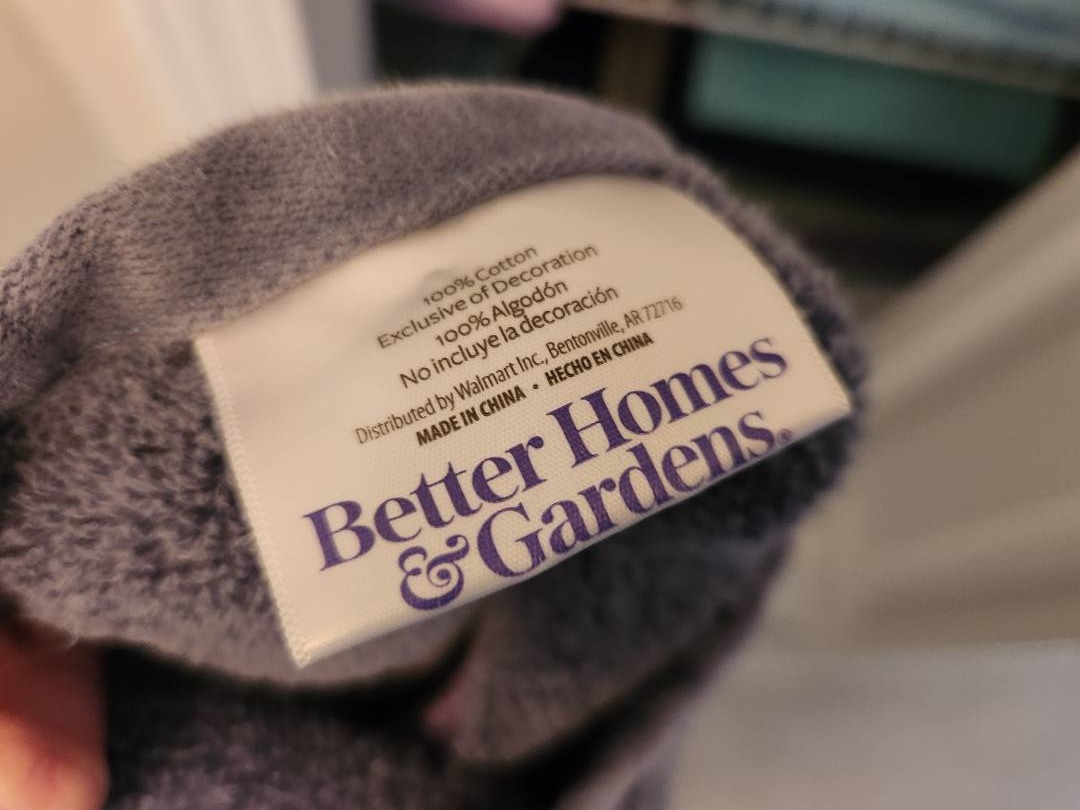 100% Cotton
Exclusive of Decoration
100% Algodón
No incluye la decoración
Distributed by Walmart Inc., Bentonville, AR 72716
MADE IN CHINA • HECHO EN CHINA
Better Homes
& Gardens®